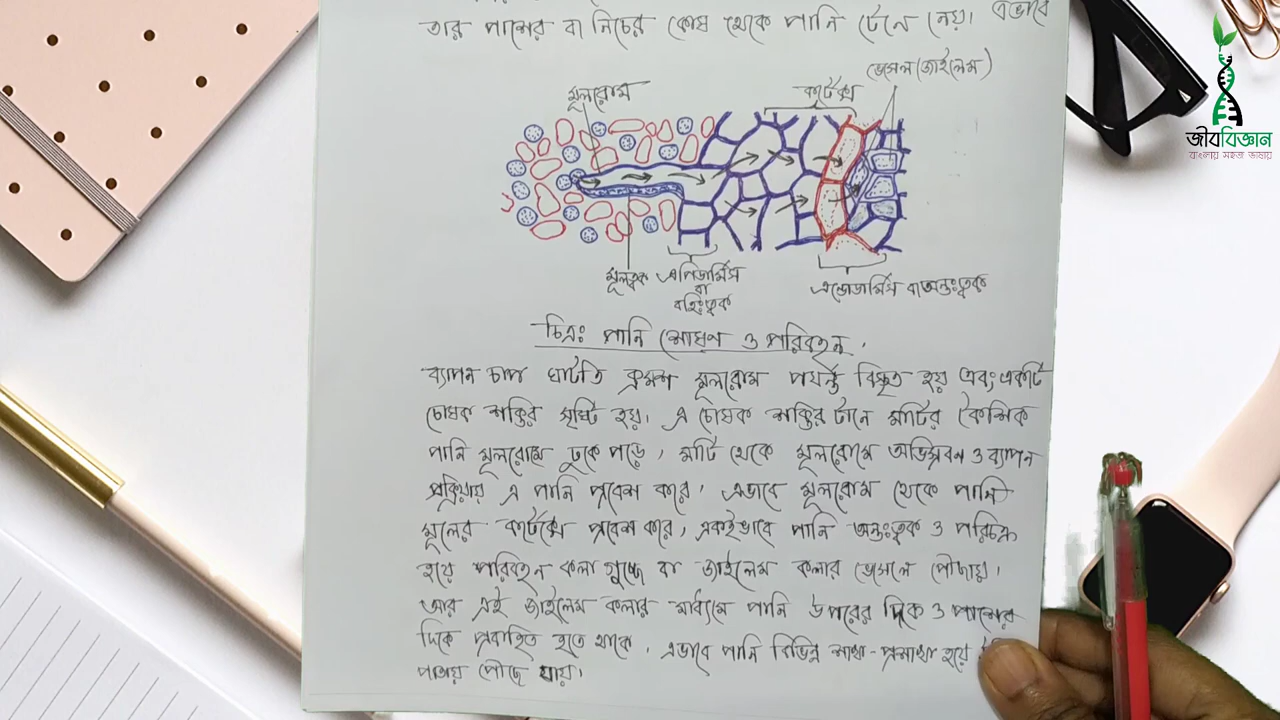 তার পাশের বা নিচের কোষ থেকে পানি টেনে নেয়। এভাবে
ভেসেল(জাইলেম)
মূলরোম
কর্টেক্স
জীববিজ্ঞান
বাংলায় সহজ ভাষায়
মূলত্বক
এপিডার্মিস
বা
বহিঃত্বক
এন্ডোডার্মিস বা অন্তঃত্বক
চিত্রঃ পানি শোষণ ও পরিবহন।
ব্যাপন চাপ ঘাটতি ক্রমশ মূলরোম পর্যন্ত বিস্তৃত হয় এবং একটি
চোষক শক্তির সৃষ্টি হয়। এ চোষক শক্তির টানে মাটির কৈশিক
পানি মূলরোমে ঢুকে পড়ে। মাটি থেকে মূলরোমে অভিস্রবন ও ব্যাপন
প্রক্রিয়ায় এ পানি প্রবেশ করে। এভাবে মূলরোম থেকে পানি
মূলের কর্টেক্সে প্রবেশ করে। একইভাবে পানি অন্তঃত্বক ও পরিচক্র
হয়ে পরিবহন কলা গুচ্ছে বা জাইলেম কলার ভেসেলে পৌঁছায়।
আর এই জাইলেম কলার মাধ্যমে পানি উপরের দিকে ও পাশের
দিকে প্রবাহিত হতে থাকে। এভাবে পানি বিভিন্ন শাখা-প্রশাখা হয়ে
পাতায় পৌঁছে যায়।